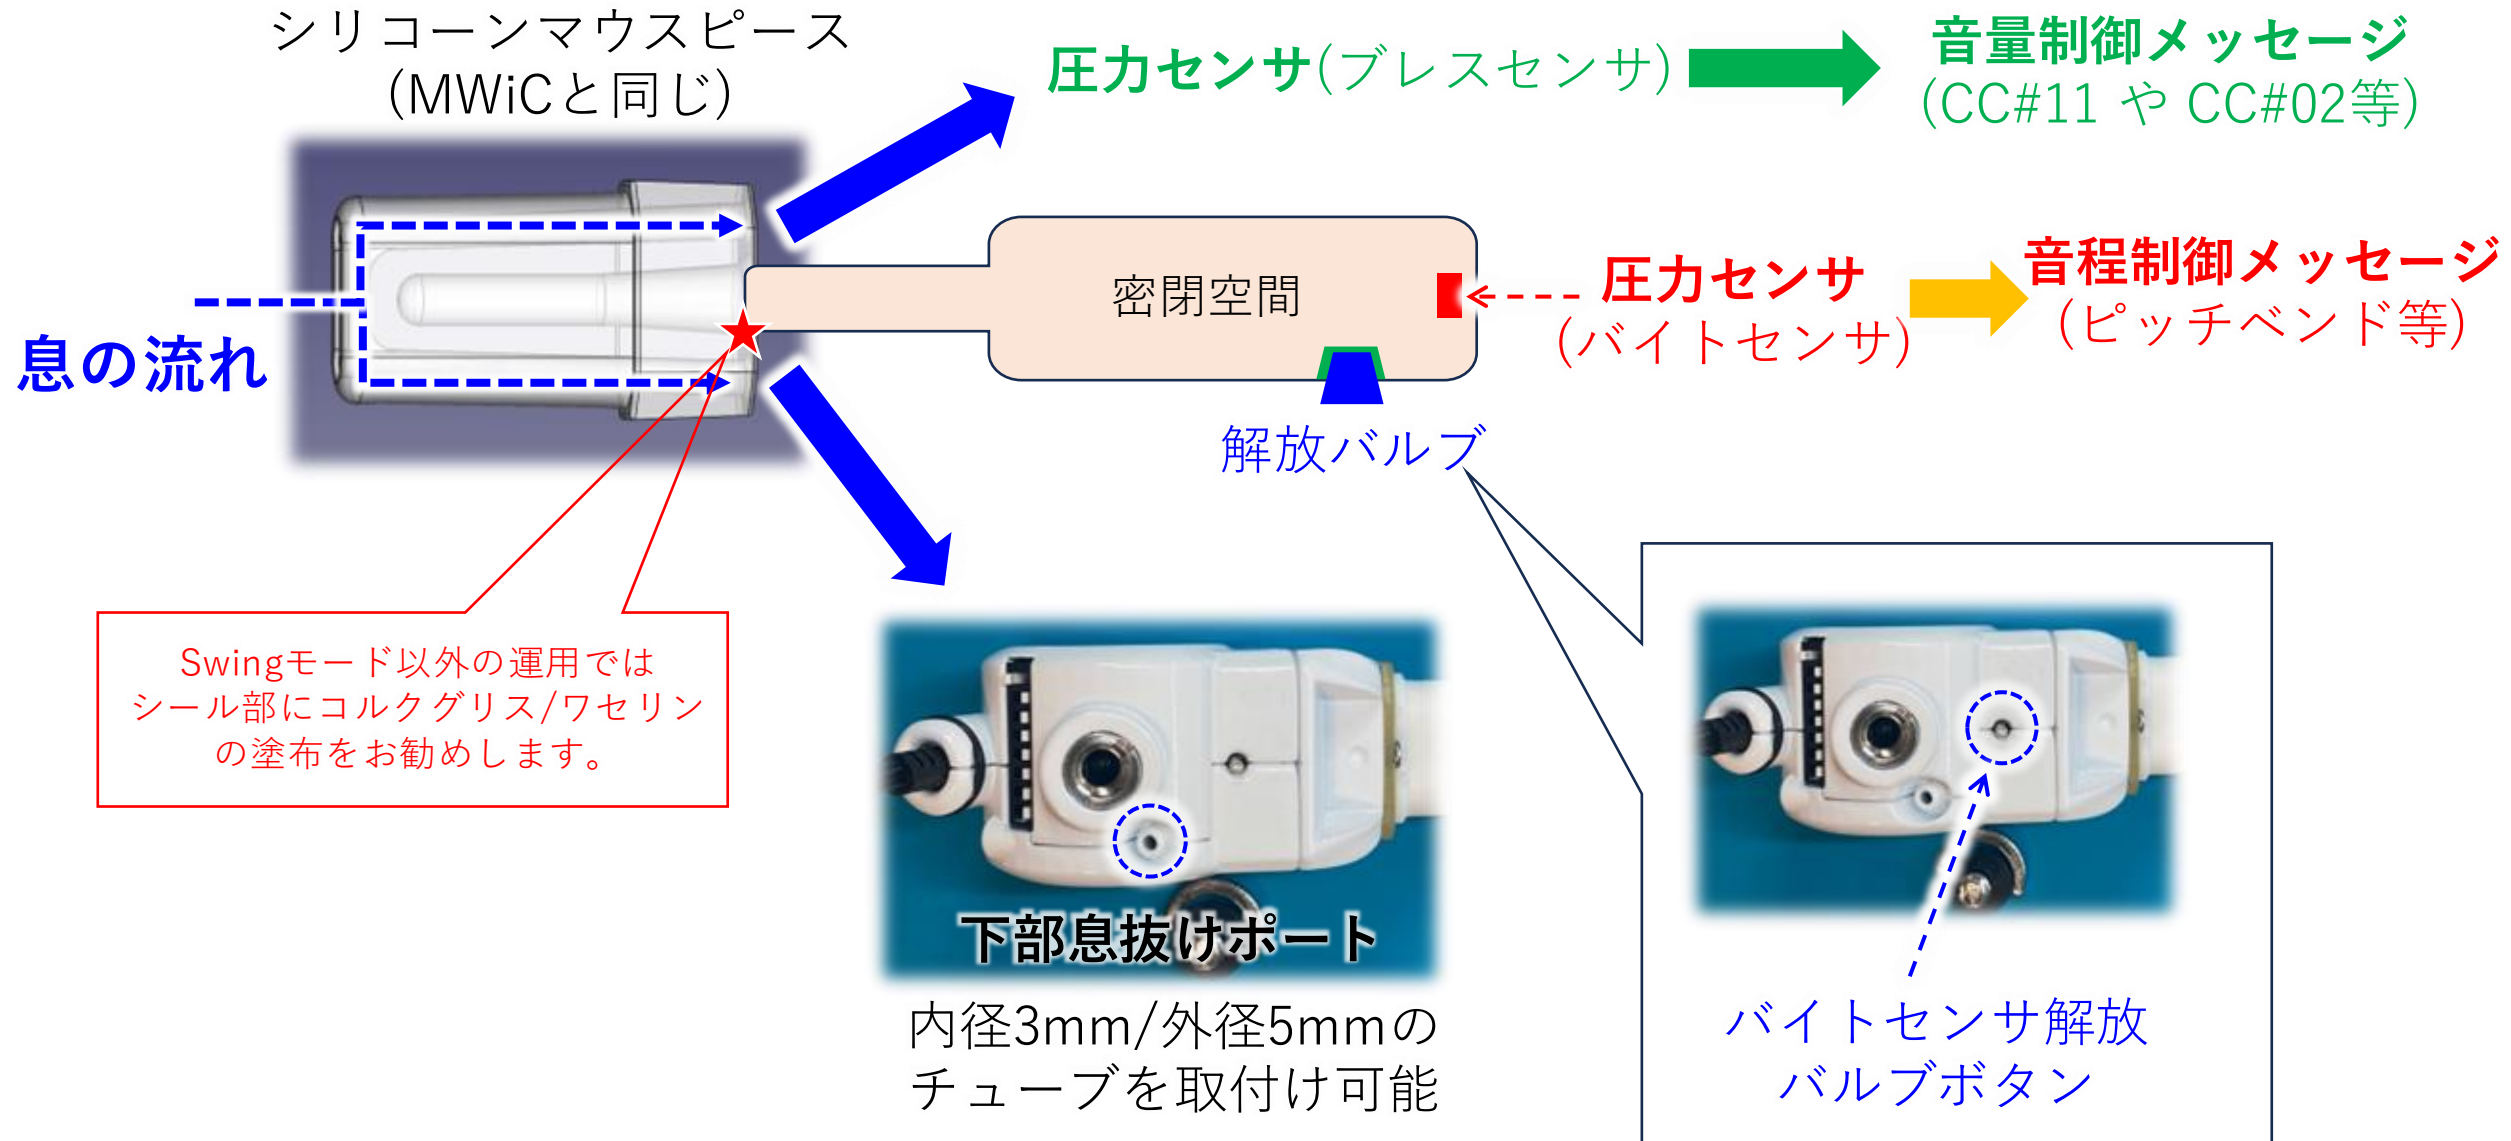 シリコーンマウスピース
(MWiCと同じ)
圧力センサ(ブレスセンサ)
音量制御メッセージ
(CC#11 や CC#02等)
密閉空間
圧力センサ
(バイトセンサ)
音程制御メッセージ
(ピッチベンド等)
息の流れ
解放バルブ
Swingモード以外の運用では
シール部にコルクグリス/ワセリン
の塗布をお勧めします。
下部息抜けポート
内径3mm/外径5mmの
チューブを取付け可能
バイトセンサ解放
バルブボタン